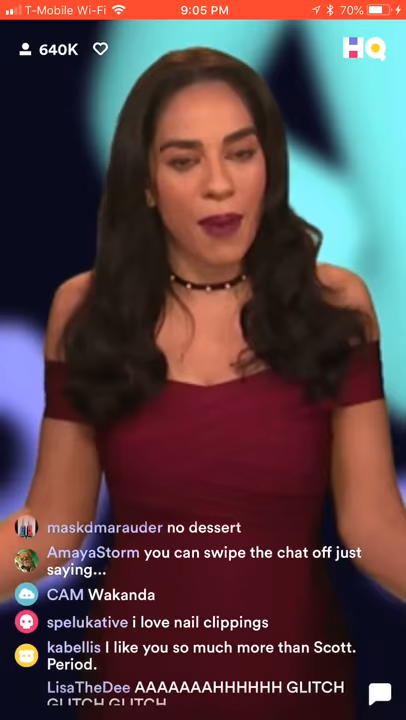 T-Mobile Wi-Fi 9:05 PM 70%
640K HQ
maskdmarauder no dessert
AmayaStorm you can swipe the chat off just
saying...
CAM Wakanda
spelukative i love nail clippings
kabellis I like you so much more than Scott.
Period.
LisaTheDee AAAAAAAHHHHHH GLITCH
GLITCH GLITCH